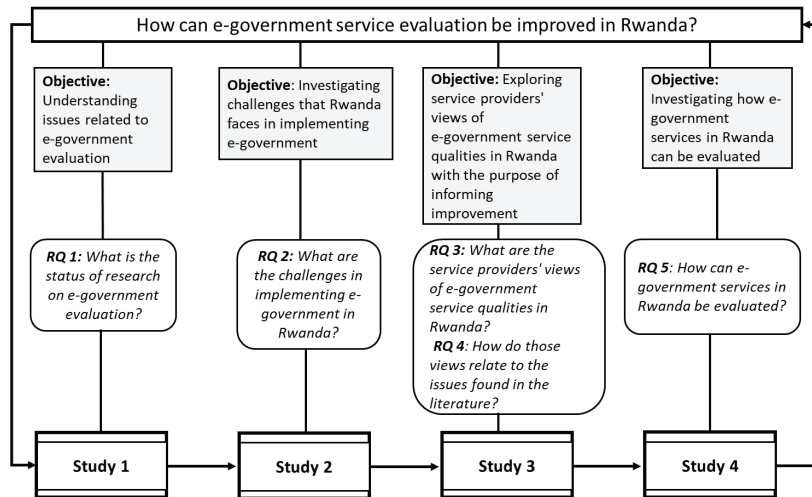 How can e-government service evaluation be improved in Rwanda?
Objective:
Understanding
issues related to
e-government
evaluation
Objective: Investigating
challenges that Rwanda
faces in implementing
e-government
Objective: Exploring
service providers'
views of
e-government service
qualities in Rwanda
with the purpose of
informing
improvement
Objective:
Investigating how e-
government
services in Rwanda
can be evaluated
RQ 1: What is the
status of research
on e-government
evaluation?
RQ 2: What are
the challenges in
implementing e-
government in
Rwanda?
RQ 3: What are the
service providers' views
of e-government
service qualities in
Rwanda?
RQ 4: How do those
views relate to the
issues found in the
literature?
RQ 5: How can e-
government services in
Rwanda be evaluated?
Study 1
Study 2
Study 3
Study 4